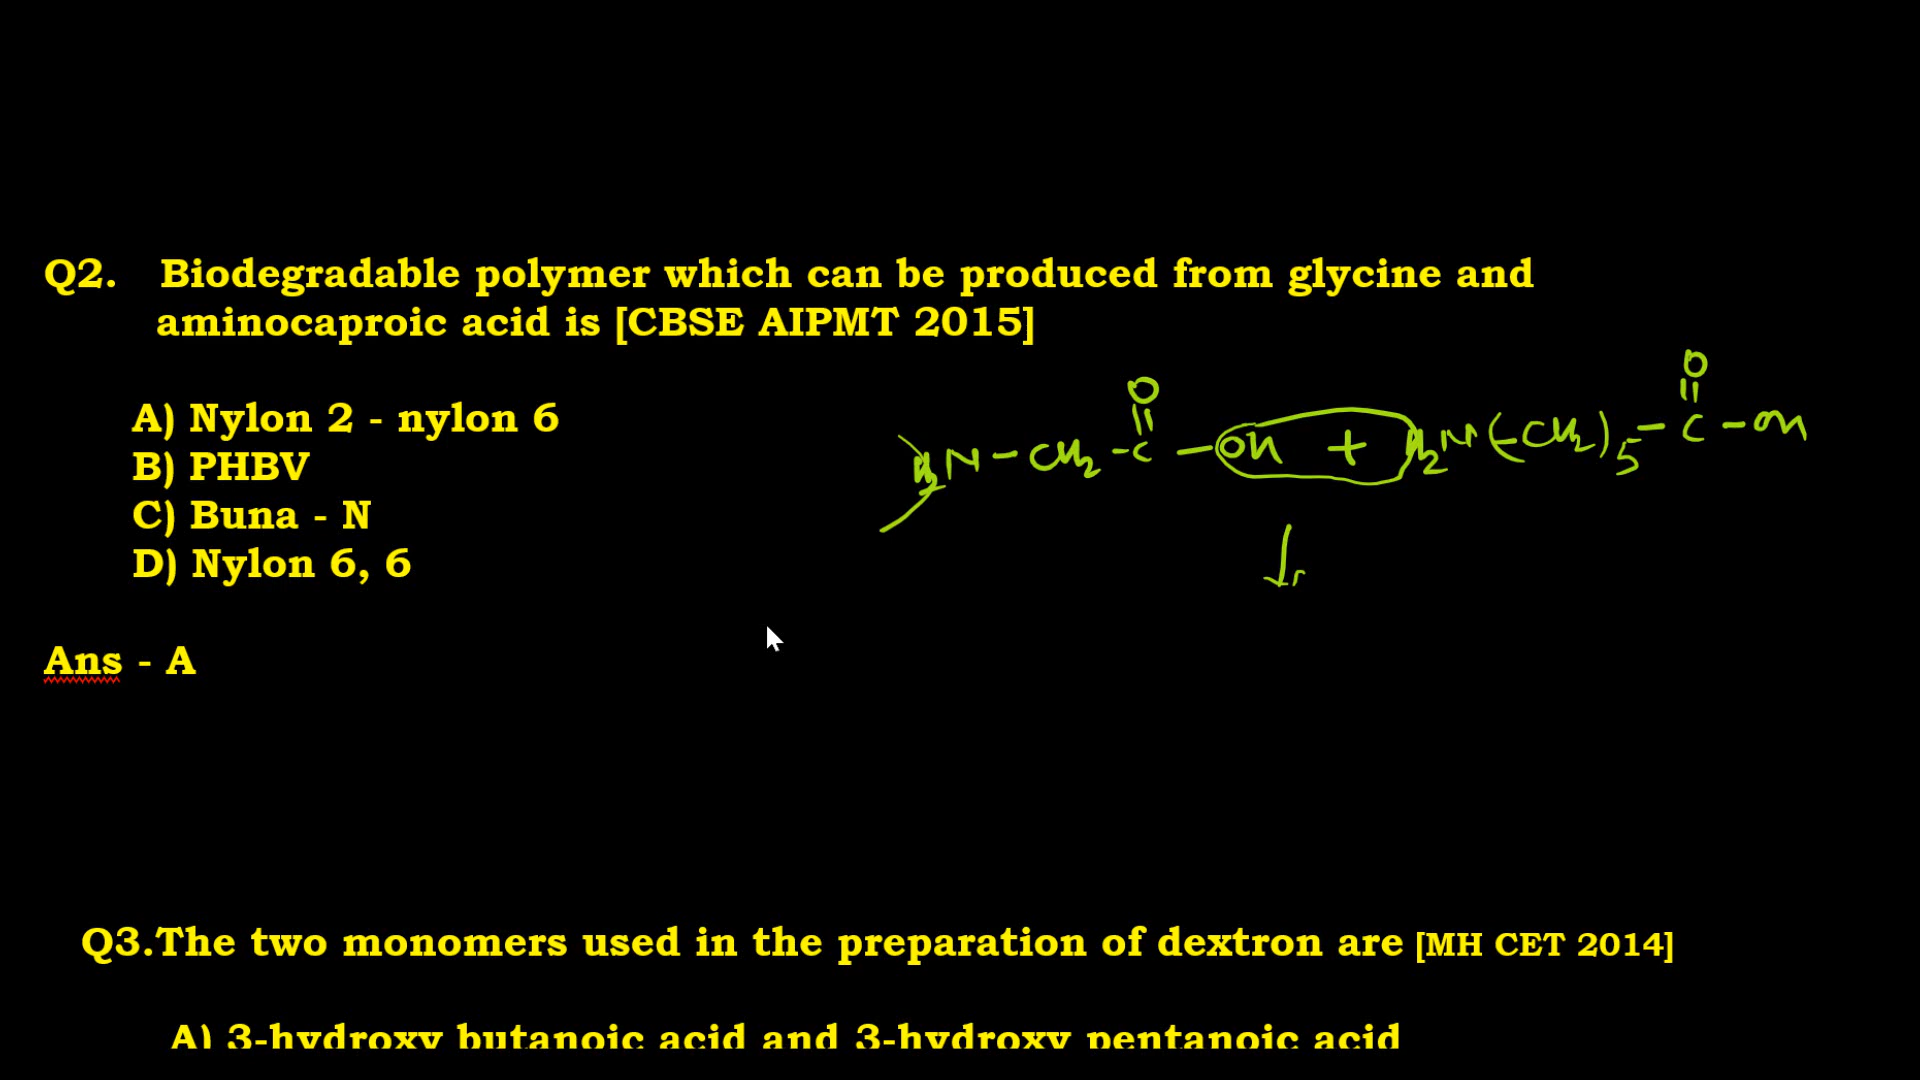 Q2. Biodegradable polymer which can be produced from glycine and
aminocaproic acid is [CBSE AIPMT 2015]
A) Nylon 2 - nylon 6
B) PHBV
C) Buna - N
D) Nylon 6, 6
O
||
H2N-CH2-C-OH + H2N(-CH2)5-C-OH
O
||
Ans - A
Q3.The two monomers used in the preparation of dextron are [MH CET 2014]
A) 3-hydroxy butanoic acid and 3-hydroxy pentanoic acid